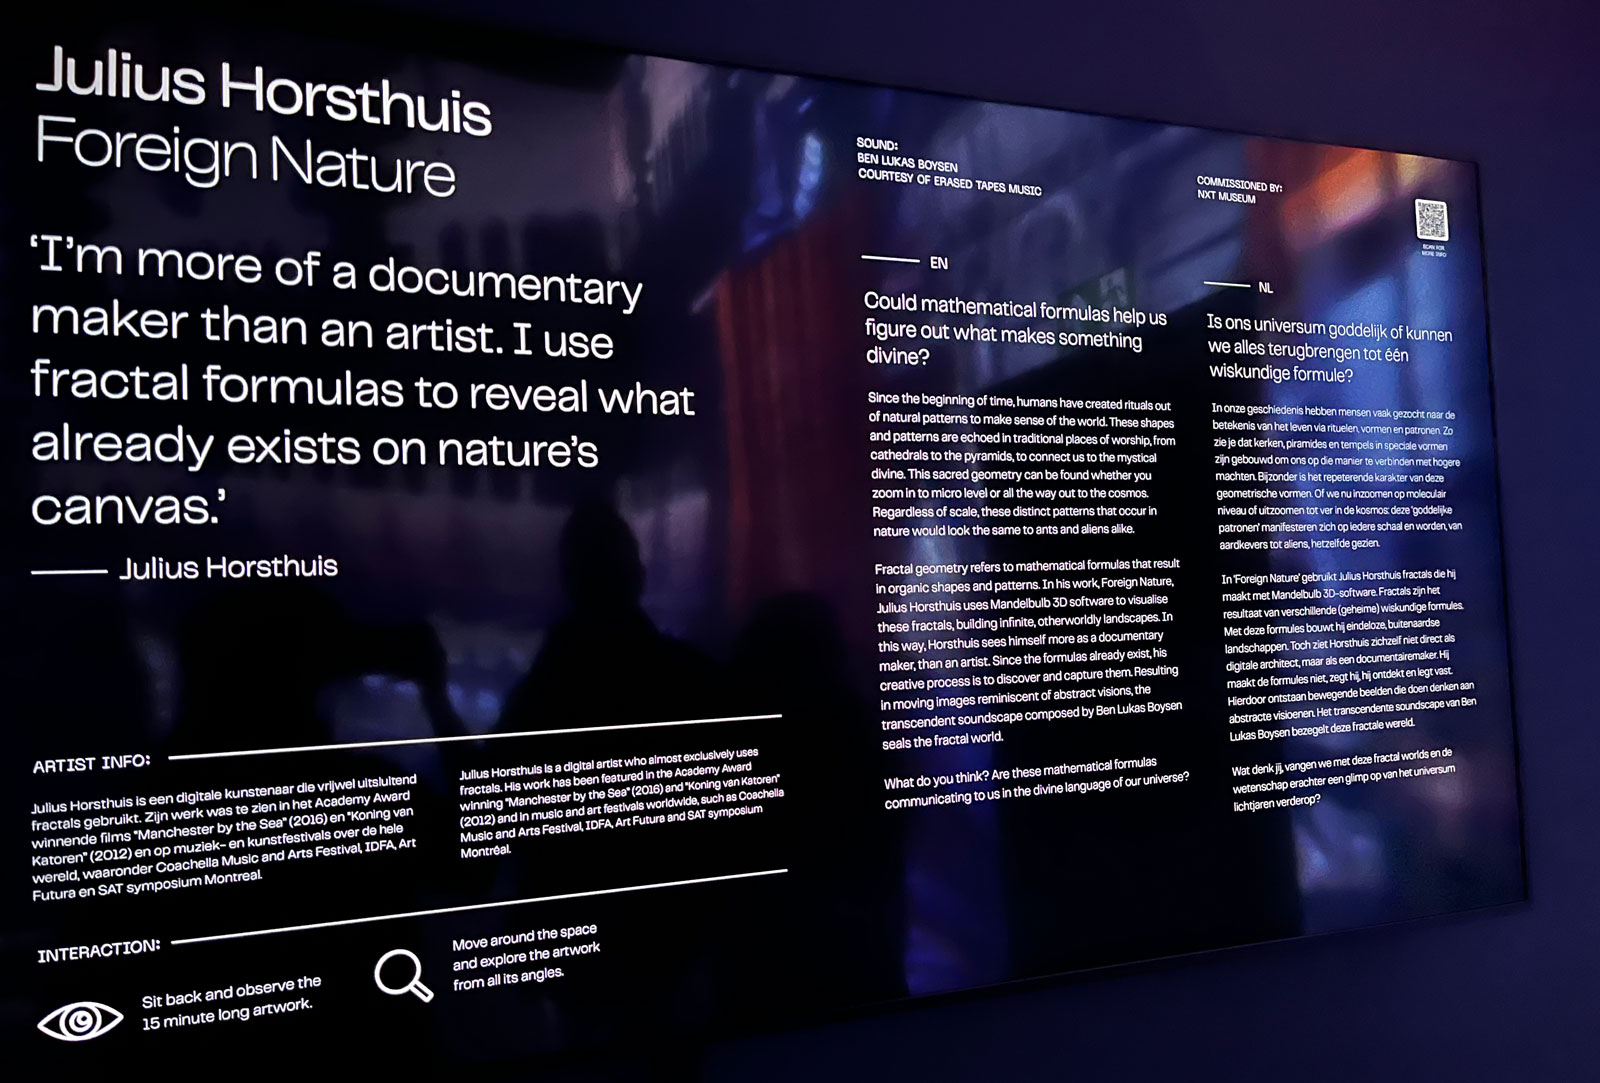 Julius Horsthuis
Foreign Nature
‘I’m more of a documentary
maker than an artist. I use
fractal formulas to reveal what
already exists on nature’s
canvas.’
Julius Horsthuis
ARTIST INFO:
Julius Horsthuis is een digitale kunstenaar die vrijwel uitsluitend
fractals gebruikt. Zijn werk was te zien in het Academy Award
winnende films "Manchester by the Sea" (2016) en "Koning van
Katoren" (2012) en op muziek- en kunstfestivals over de hele
wereld, waaronder Coachella Music and Arts Festival, IDFA, Art
Futura en SAT symposium Montreal.
Julius Horsthuis is a digital artist who almost exclusively uses
fractals. His work has been featured in the Academy Award
winning "Manchester by the Sea" (2016) and "Koning van Katoren"
(2012) and in music and art festivals worldwide, such as Coachella
Music and Arts Festival, IDFA, Art Futura and SAT symposium
Montréal.
INTERACTION:
Sit back and observe the
15 minute long artwork.
Move around the space
and explore the artwork
from all its angles.
SOUND:
BEN LUKAS BOYSEN
COURTESY OF ERASED TAPES MUSIC
COMMISSIONED BY:
NXT MUSEUM
SCAN FOR
MORE INFO
EN
Could mathematical formulas help us
figure out what makes something
divine?
Since the beginning of time, humans have created rituals out
of natural patterns to make sense of the world. These shapes
and patterns are echoed in traditional places of worship, from
cathedrals to the pyramids, to connect us to the mystical
divine. This sacred geometry can be found whether you
zoom in to micro level or all the way out to the cosmos.
Regardless of scale, these distinct patterns that occur in
nature would look the same to ants and aliens alike.
Fractal geometry refers to mathematical formulas that result
in organic shapes and patterns. In his work, Foreign Nature,
Julius Horsthuis uses Mandelbulb 3D software to visualise
these fractals, building infinite, otherworldly landscapes. In
this way, Horsthuis sees himself more as a documentary
maker, than an artist. Since the formulas already exist, his
creative process is to discover and capture them. Resulting
in moving images reminiscent of abstract visions, the
transcendent soundscape composed by Ben Lukas Boysen
seals the fractal world.
What do you think? Are these mathematical formulas
communicating to us in the divine language of our universe?
NL
Is ons universum goddelijk of kunnen
we alles terugbrengen tot één
wiskundige formule?
In onze geschiedenis hebben mensen vaak gezocht naar de
betekenis van het leven via rituelen, vormen en patronen. Zo
zie je dat kerken, piramides en tempels in speciale vormen
zijn gebouwd om ons op die manier te verbinden met hogere
machten. Bijzonder is het repeterende karakter van deze
geometrische vormen. Of we nu inzoomen op moleculair
niveau of uitzoomen tot ver in de kosmos: deze 'goddelijke
patronen' manifesteren zich op iedere schaal en worden, van
aardkevers tot aliens, hetzelfde gezien.
In 'Foreign Nature' gebruikt Julius Horsthuis fractals die hij
maakt met Mandelbulb 3D-software. Fractals zijn het
resultaat van verschillende (geheime) wiskundige formules.
Met deze formules bouwt hij eindeloze, buitenaardse
landschappen. Toch ziet Horsthuis zichzelf niet direct als
digitale architect, maar als een documentairemaker. Hij
maakt de formules niet, zegt hij, hij ontdekt en legt vast.
Hierdoor ontstaan bewegende beelden die doen denken aan
abstracte visioenen. Het transcendente soundscape van Ben
Lukas Boysen bezegelt deze fractale wereld.
Wat denk jij, vangen we met deze fractal worlds en de
wetenschap erachter een glimp op van het universum
lichtjaren verderop?